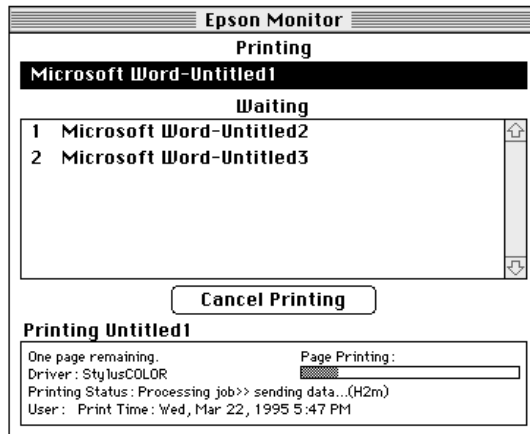 Epson Monitor
Printing
Microsoft Word-Untitled1
Waiting
1 Microsoft Word-Untitled2
2 Microsoft Word-Untitled3
Cancel Printing
Printing Untitled1
One page remaining. Page Printing:
Driver: StylusCOLOR
Printing Status: Processing job>> sending data...(H2m)
User: Print Time: Wed, Mar 22, 1995 5:47 PM